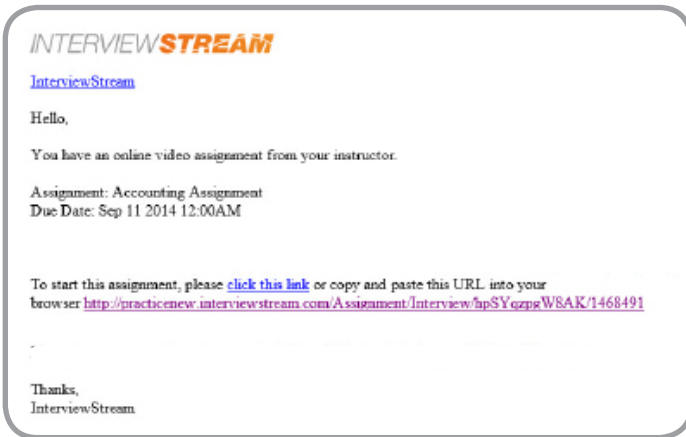 INTERVIEWSTREAM
InterviewStream
Hello,
You have an online video assignment from your instructor.
Assignment: Accounting Assignment
Due Date: Sep 11 2014 12:00AM
To start this assignment, please click this link or copy and paste this URL into your
browser http://practicenew.interviewstream.com/Assignment/Interview/hpSYqzpgW8AK/1468491
Thanks,
InterviewStream